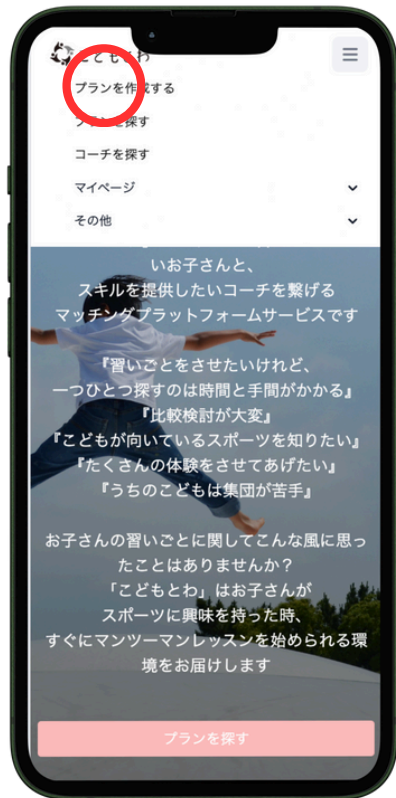 こどもとわ
プランを作成する
プランを探す
コーチを探す
マイページ
その他
いお子さんと、
スキルを提供したいコーチを繋げる
マッチングプラットフォームサービスです
『習いごとをさせたいけれど、
一つひとつ探すのは時間と手間がかかる』
『比較検討が大変』
『こどもが向いているスポーツを知りたい』
『たくさんの体験をさせてあげたい』
『うちのこどもは集団が苦手』
お子さんの習いごとに関してこんな風に思っ
たことはありませんか？
「こどもとわ」はお子さんが
スポーツに興味を持った時、
すぐにマンツーマンレッスンを始められる環
境をお届けします
プランを探す